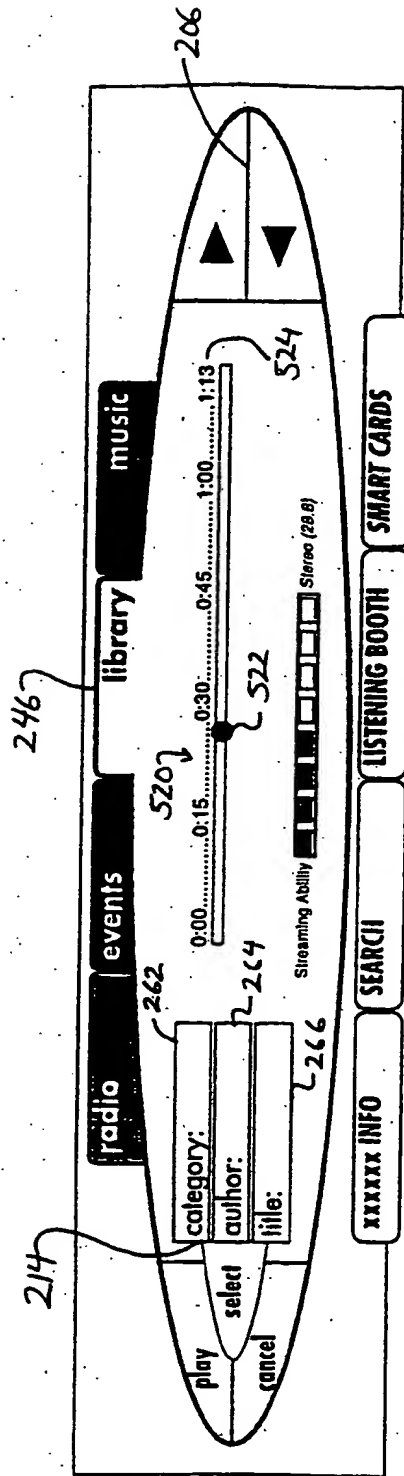 246
206
radio
events
library
music
214
262
264
266
play
select
cancel
category:
author:
title:
520
0:00.........0:15.........0:30.........0:45.........1:00.........1:13
522
524
Streaming Ability
Stereo (28.8)
xxxxxx INFO
SEARCH
LISTENING BOOTH
SMART CARDS